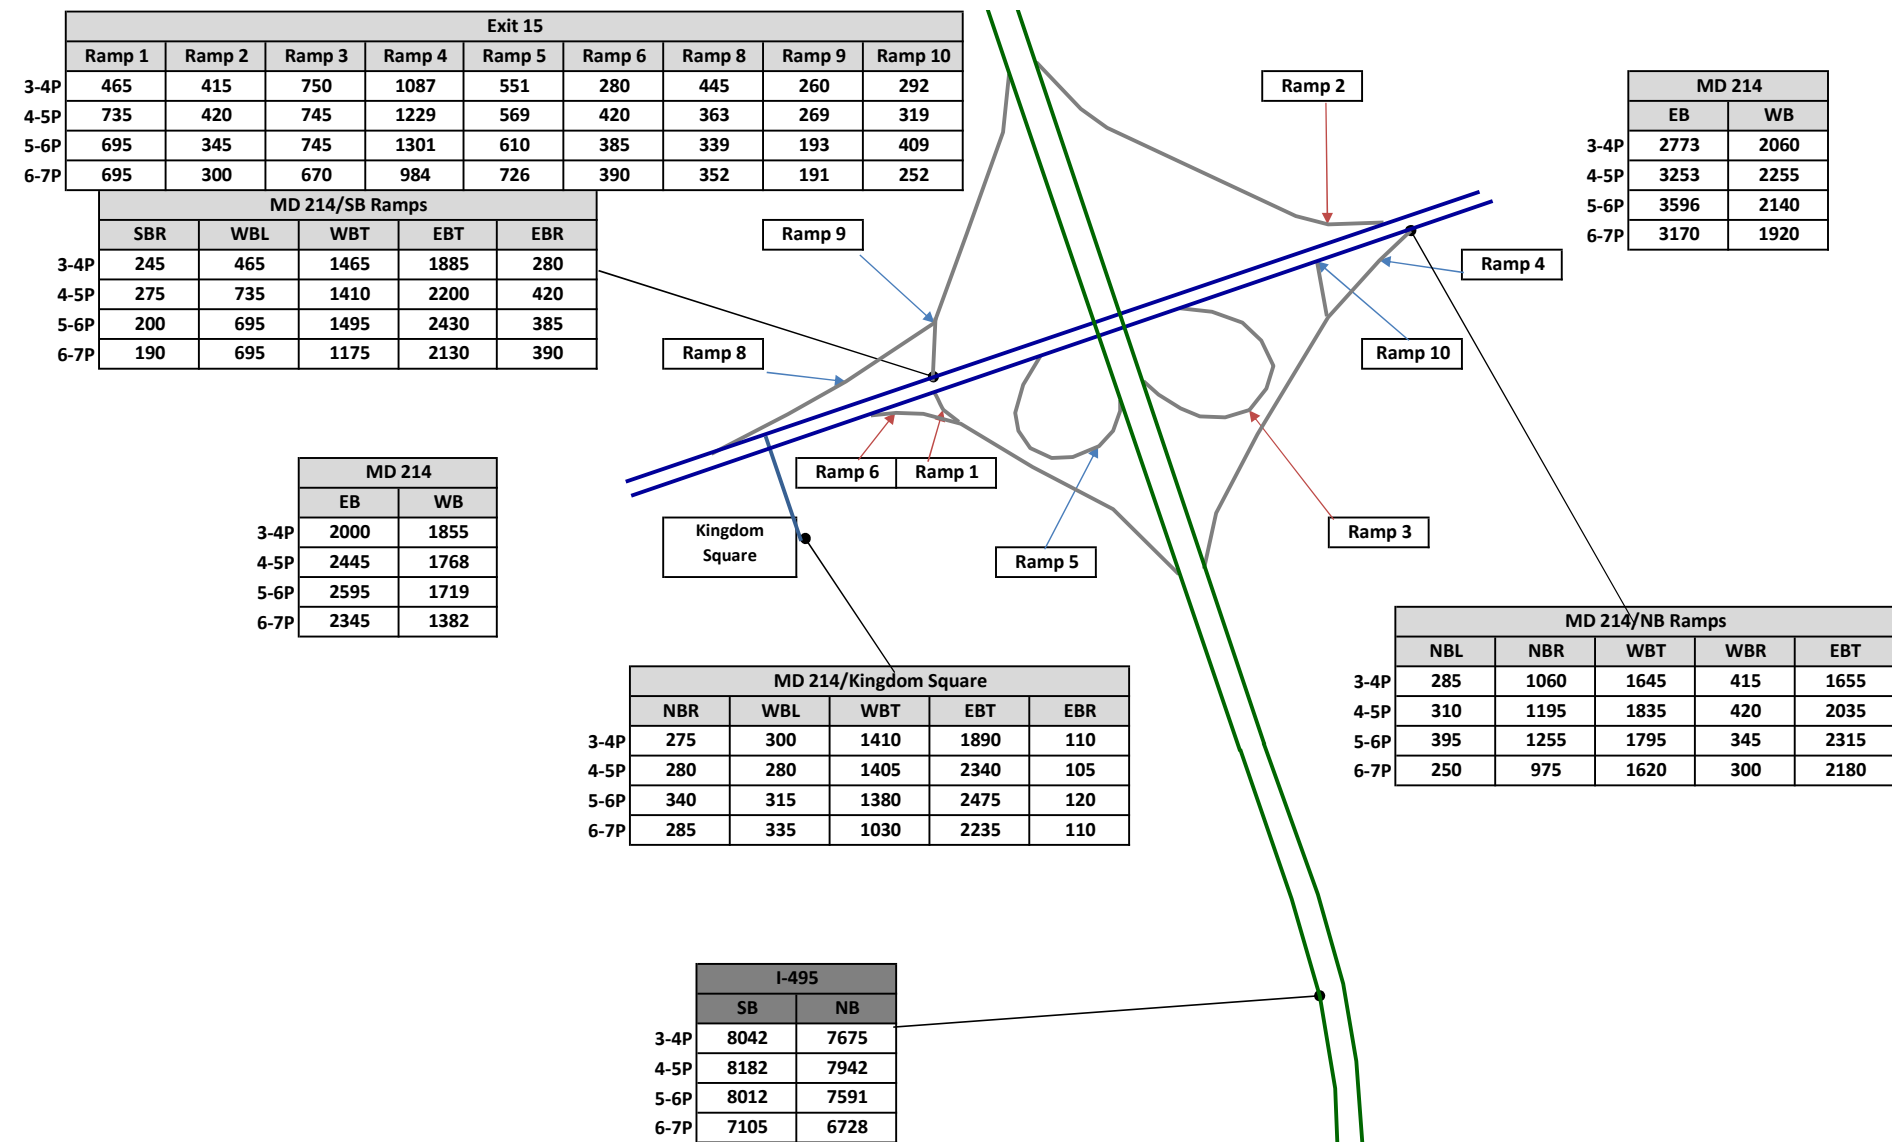 Exit 15
Ramp 1 Ramp 2 Ramp 3 Ramp 4 Ramp 5 Ramp 6 Ramp 8 Ramp 9 Ramp 10
3-4P 465 415 750 1087 551 280 445 260 292
4-5P 735 420 745 1229 569 420 363 269 319
5-6P 695 345 745 1301 610 385 339 193 409
6-7P 695 300 670 984 726 390 352 191 252
MD 214/SB Ramps
SBR WBL WBT EBT EBR
3-4P 245 465 1465 1885 280
4-5P 275 735 1410 2200 420
5-6P 200 695 1495 2430 385
6-7P 190 695 1175 2130 390
Ramp 2
MD 214
EB WB
3-4P 2773 2060
4-5P 3253 2255
5-6P 3596 2140
6-7P 3170 1920
Ramp 9
Ramp 4
Ramp 8
Ramp 10
MD 214
EB WB
3-4P 2000 1855
4-5P 2445 1768
5-6P 2595 1719
6-7P 2345 1382
Ramp 6 Ramp 1
Kingdom
Square
Ramp 5
Ramp 3
MD 214/NB Ramps
NBL NBR WBT WBR EBT
3-4P 285 1060 1645 415 1655
4-5P 310 1195 1835 420 2035
5-6P 395 1255 1795 345 2315
6-7P 250 975 1620 300 2180
MD 214/Kingdom Square
NBR WBL WBT EBT EBR
3-4P 275 300 1410 1890 110
4-5P 280 280 1405 2340 105
5-6P 340 315 1380 2475 120
6-7P 285 335 1030 2235 110
I-495
SB NB
3-4P 8042 7675
4-5P 8182 7942
5-6P 8012 7591
6-7P 7105 6728